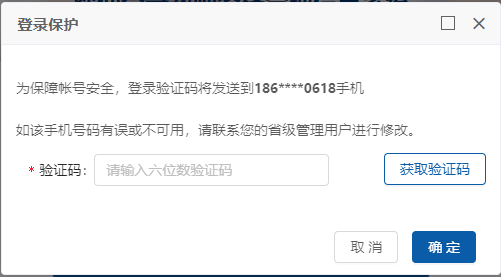 登录保护
为保障帐号安全，登录验证码将发送到186****0618手机
如该手机号码有误或不可用，请联系您的省级管理用户进行修改。
* 验证码： 请输入六位数验证码 获取验证码
取 消 确 定